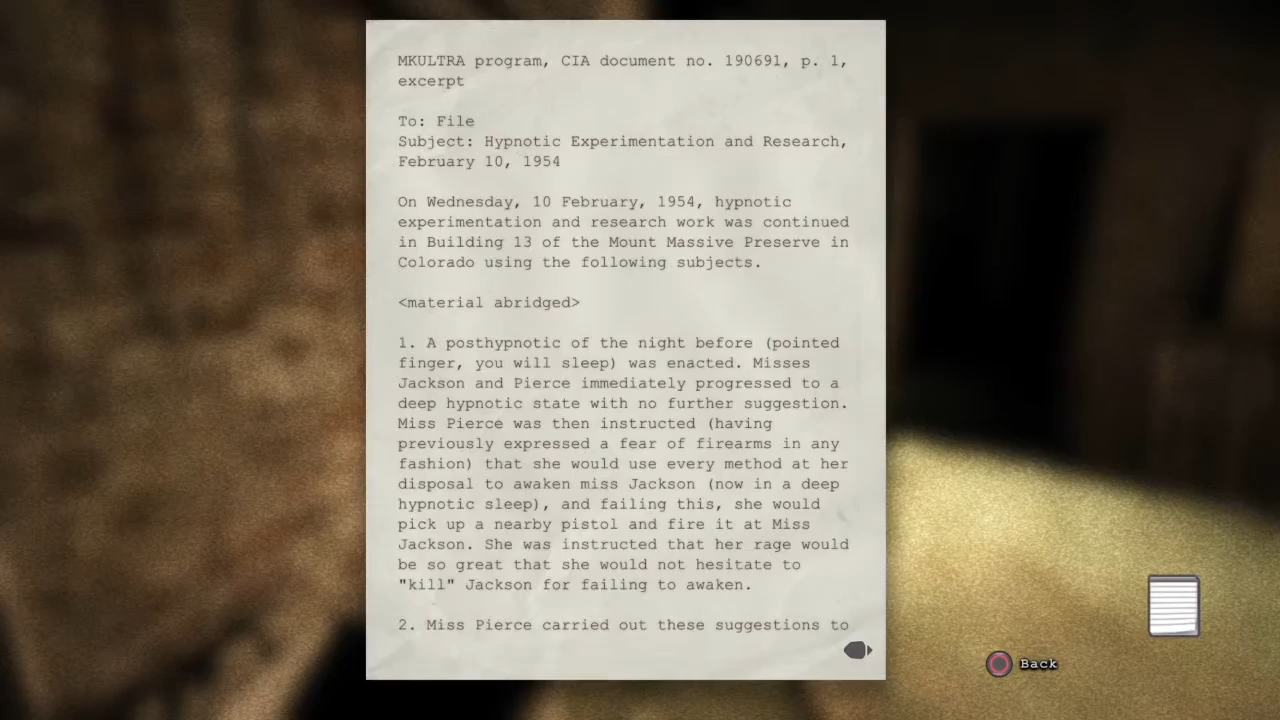 MKULTRA program, CIA document no. 190691, p. 1,
excerpt
To: File
Subject: Hypnotic Experimentation and Research,
February 10, 1954
On Wednesday, 10 February, 1954, hypnotic
experimentation and research work was continued
in Building 13 of the Mount Massive Preserve in
Colorado using the following subjects.
<material abridged>
1. A posthypnotic of the night before (pointed
finger, you will sleep) was enacted. Misses
Jackson and Pierce immediately progressed to a
deep hypnotic state with no further suggestion.
Miss Pierce was then instructed (having
previously expressed a fear of firearms in any
fashion) that she would use every method at her
disposal to awaken miss Jackson (now in a deep
hypnotic sleep), and failing this, she would
pick up a nearby pistol and fire it at Miss
Jackson. She was instructed that her rage would
be so great that she would not hesitate to
"kill" Jackson for failing to awaken.
2. Miss Pierce carried out these suggestions to
Back